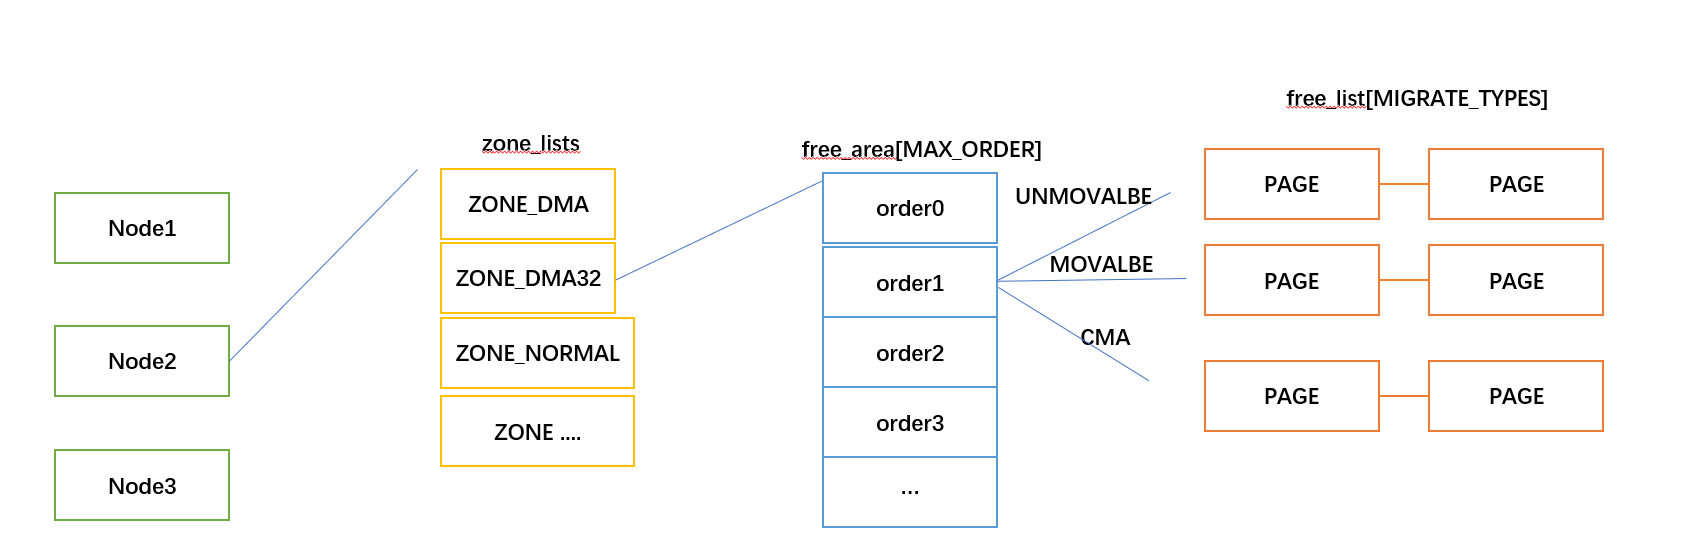 free_list[MIGRATE_TYPES]
zone_lists
free_area[MAX_ORDER]
Node1
Node2
Node3
ZONE_DMA
ZONE_DMA32
ZONE_NORMAL
ZONE ....
order0
order1
order2
order3
...
UNMOVALBE
MOVALBE
CMA
PAGE
PAGE
PAGE
PAGE
PAGE
PAGE